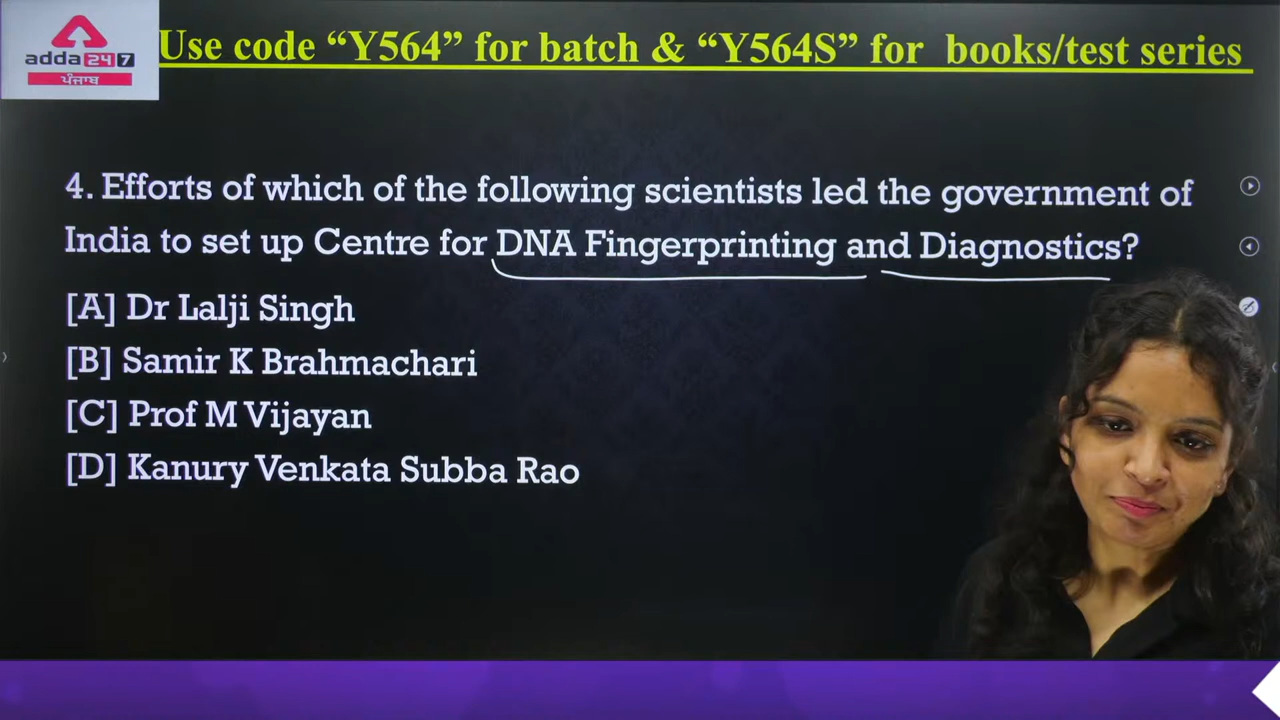 Use code “Y564” for batch & “Y564S” for books/test series
adda247
ਪੰਜਾਬ
4. Efforts of which of the following scientists led the government of
India to set up Centre for DNA Fingerprinting and Diagnostics?
[A] Dr Lalji Singh
[B] Samir K Brahmachari
[C] Prof M Vijayan
[D] Kanury Venkata Subba Rao